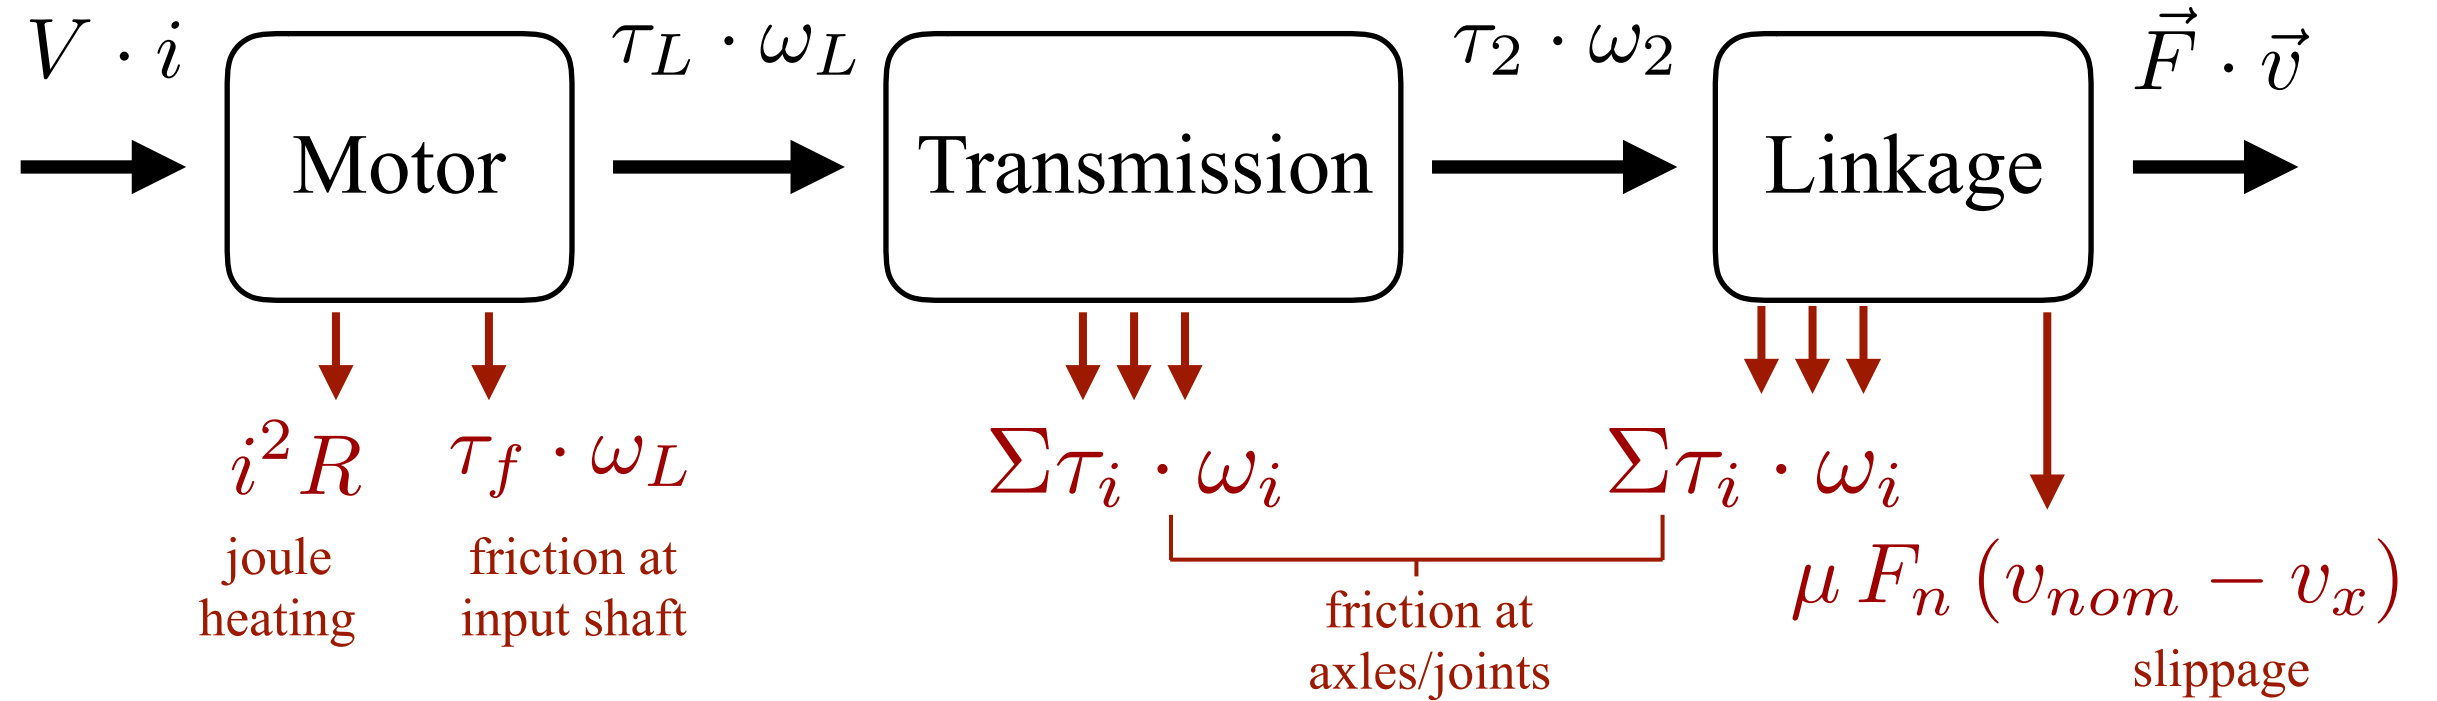 V · i
Motor
τ_L · ω_L
Transmission
τ_2 · ω_2
Linkage
F⃗ · v⃗
i²R
joule
heating
τ_f · ω_L
friction at
input shaft
Στ_i · ω_i
Στ_i · ω_i
friction at
axles/joints
μ F_n (v_nom − v_x)
slippage